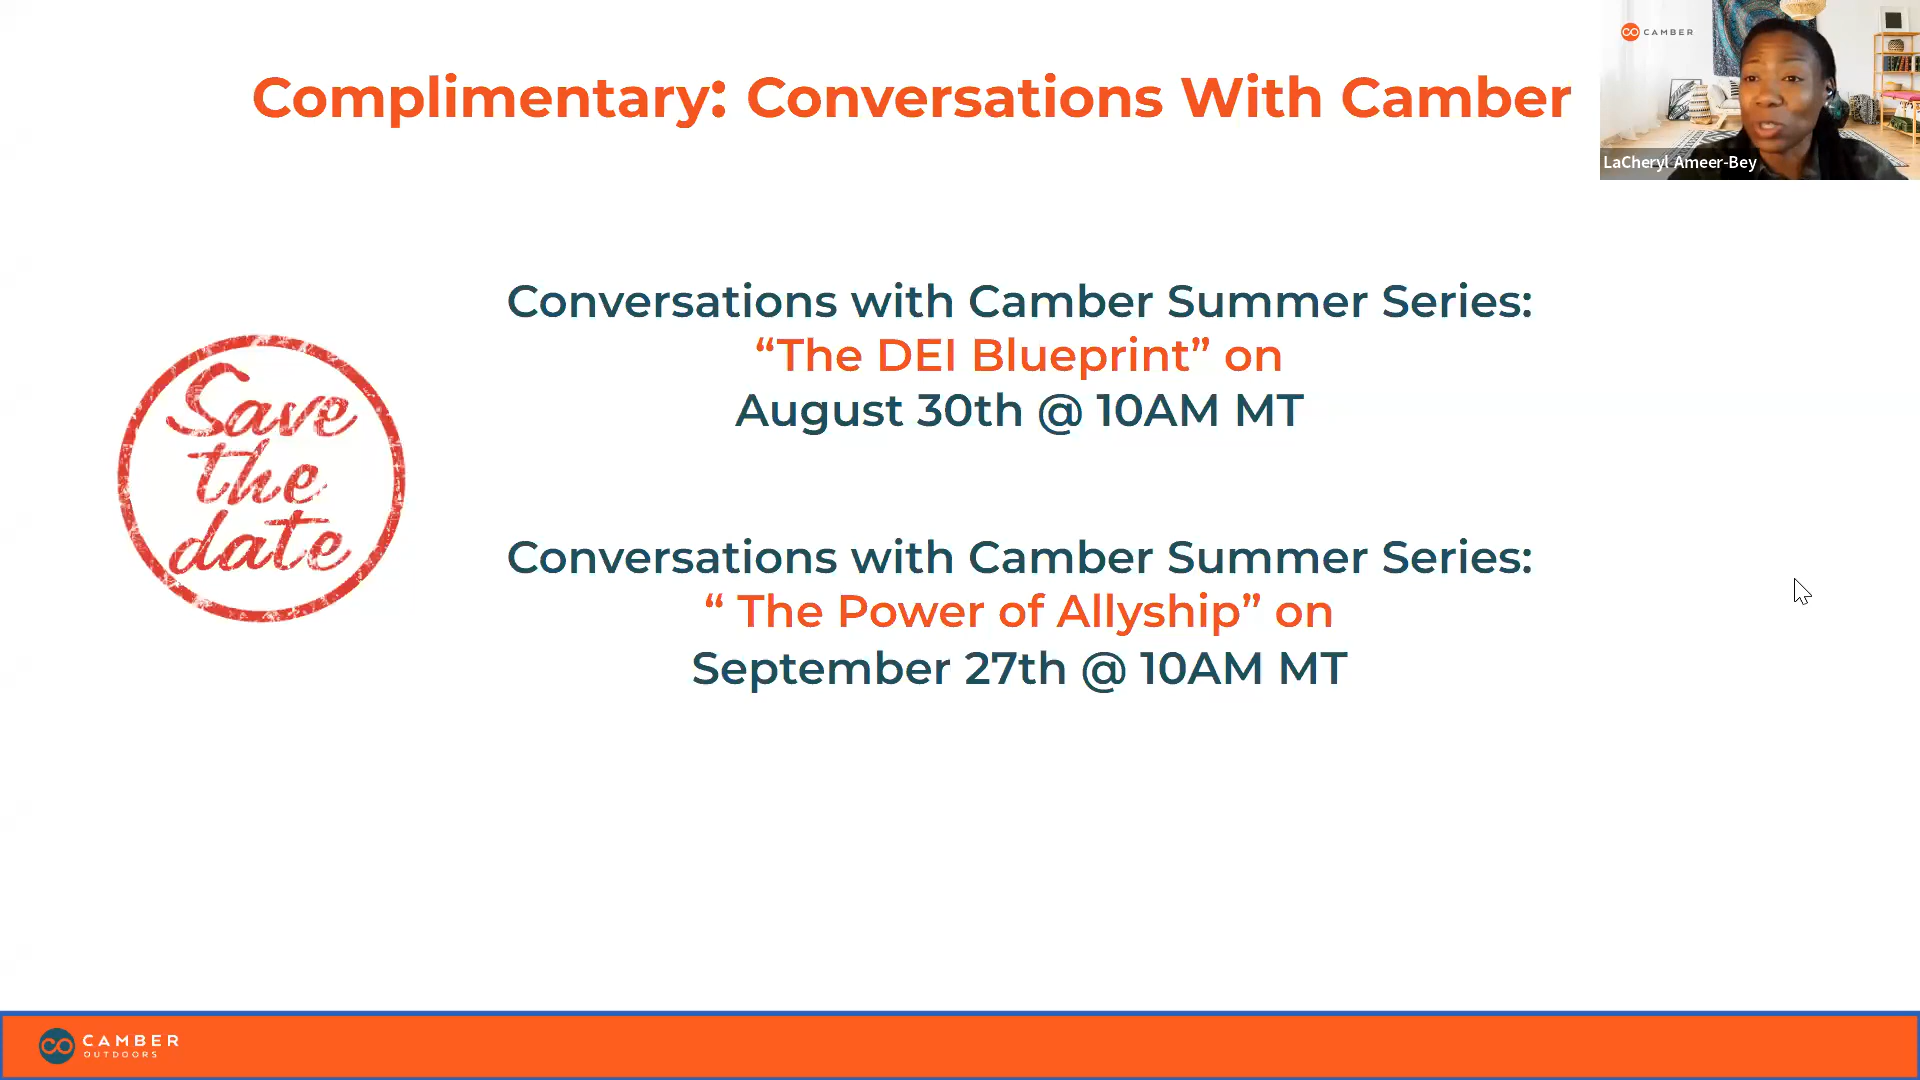 Complimentary: Conversations With Camber
CO CAMBER
LaCheryl Ameer-Bey
Conversations with Camber Summer Series:
“The DEI Blueprint” on
August 30th @ 10AM MT
Save
the
date
Conversations with Camber Summer Series:
“ The Power of Allyship” on
September 27th @ 10AM MT
CO CAMBER
OUTDOORS